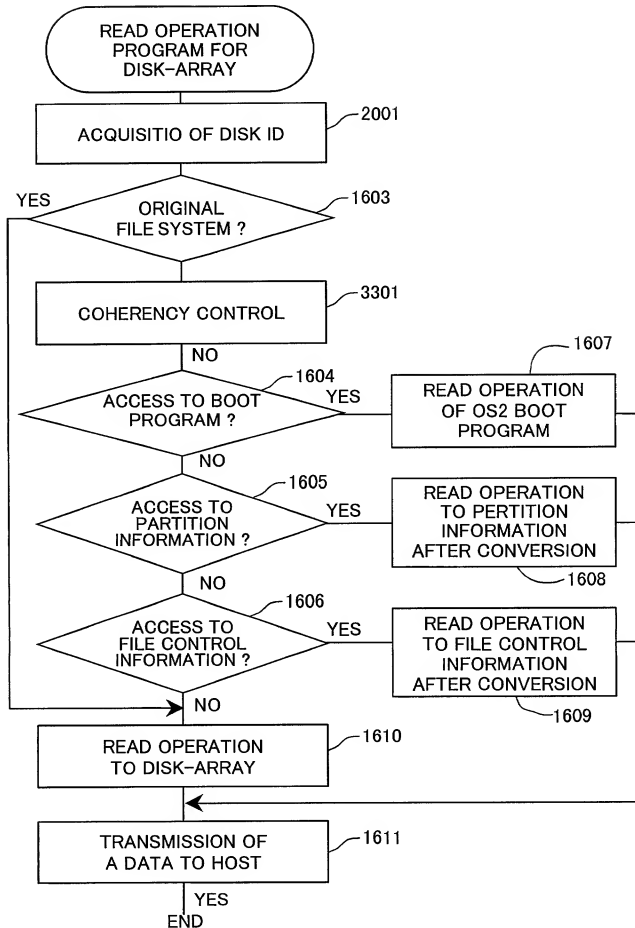 READ OPERATION
PROGRAM FOR
DISK-ARRAY
2001
ACQUISITIO OF DISK ID
YES
1603
ORIGINAL
FILE SYSTEM ?
3301
COHERENCY CONTROL
NO
1604
ACCESS TO BOOT
PROGRAM ?
YES
1607
READ OPERATION
OF OS2 BOOT
PROGRAM
NO
1605
ACCESS TO
PARTITION
INFORMATION ?
YES
READ OPERATION
TO PERTITION
INFORMATION
AFTER CONVERSION
1608
NO
1606
ACCESS TO
FILE CONTROL
INFORMATION ?
YES
READ OPERATION
TO FILE CONTROL
INFORMATION
AFTER CONVERSION
1609
NO
READ OPERATION
TO DISK-ARRAY
1610
TRANSMISSION OF
A DATA TO HOST
1611
YES
END